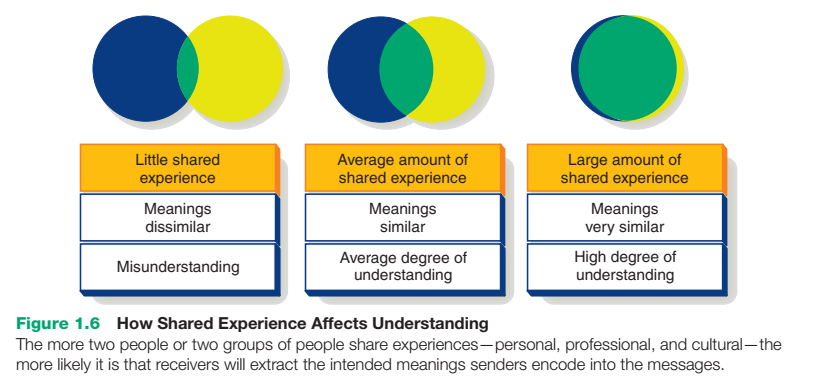 Little shared
experience
Average amount of
shared experience
Large amount of
shared experience
Meanings
dissimilar
Meanings
similar
Meanings
very similar
Misunderstanding
Average degree of
understanding
High degree of
understanding
Figure 1.6 How Shared Experience Affects Understanding
The more two people or two groups of people share experiences—personal, professional, and cultural—the
more likely it is that receivers will extract the intended meanings senders encode into the messages.